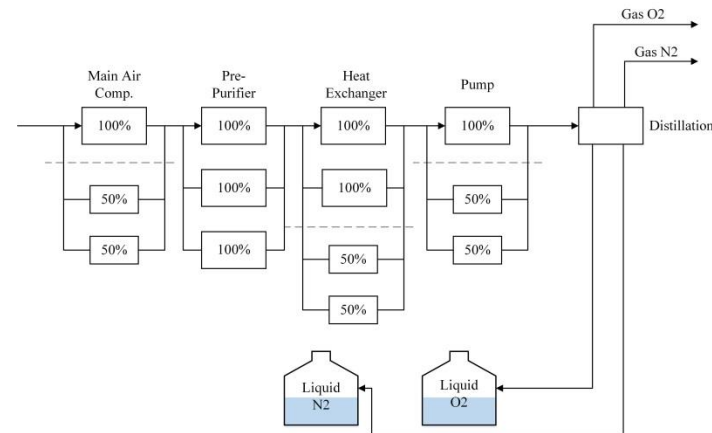 Gas O2
Gas N2
Main Air
Comp.
Pre-
Purifier
Heat
Exchanger
Pump
100%
100%
100%
100%
Distillation
50%
100%
100%
50%
50%
100%
50%
50%
50%
Liquid
N2
Liquid
O2